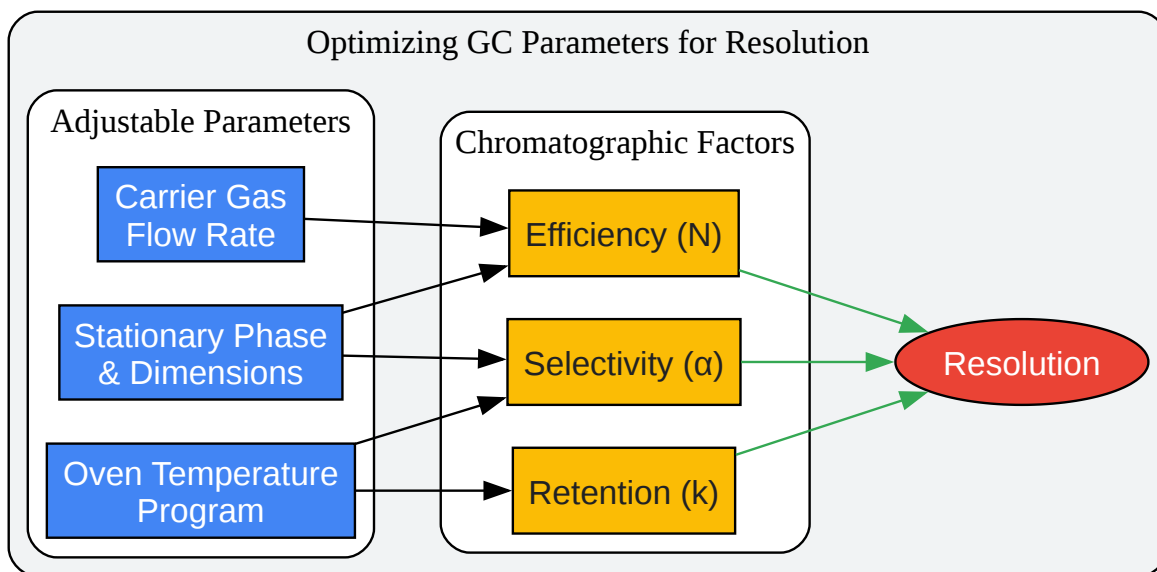 Optimizing GC Parameters for Resolution
Adjustable Parameters
Carrier Gas
Flow Rate
Stationary Phase
& Dimensions
Oven Temperature
Program
Chromatographic Factors
Efficiency (N)
Selectivity (α)
Retention (k)
Resolution